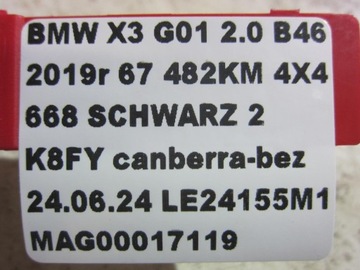 BMW X3 G01 2.0 B46
2019r 67 482KM 4X4
668 SCHWARZ 2
K8FY canberra-bez
24.06.24 LE24155M1
MAG00017119